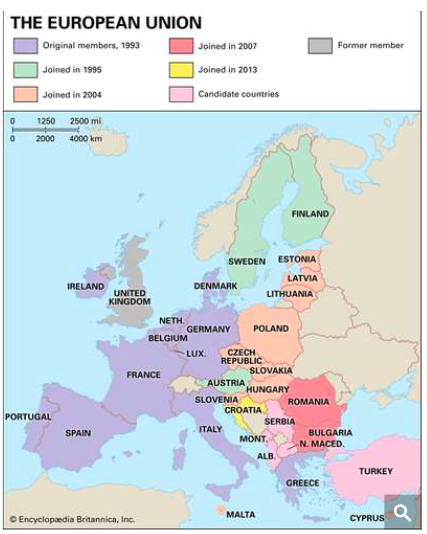 THE EUROPEAN UNION
Original members, 1993
Joined in 2007
Former member
Joined in 1995
Joined in 2013
Joined in 2004
Candidate countries
0 1250 2500 mi
0 2000 4000 km
FINLAND
SWEDEN
ESTONIA
LATVIA
LITHUANIA
IRELAND
UNITED
KINGDOM
DENMARK
NETH.
BELGIUM
GERMANY
POLAND
LUX.
CZECH
REPUBLIC
SLOVAKIA
FRANCE
AUSTRIA
HUNGARY
SLOVENIA
CROATIA
ROMANIA
PORTUGAL
SPAIN
ITALY
SERBIA
BULGARIA
MONT.
N. MACED.
ALB.
TURKEY
GREECE
MALTA
CYPRUS
© Encyclopædia Britannica, Inc.